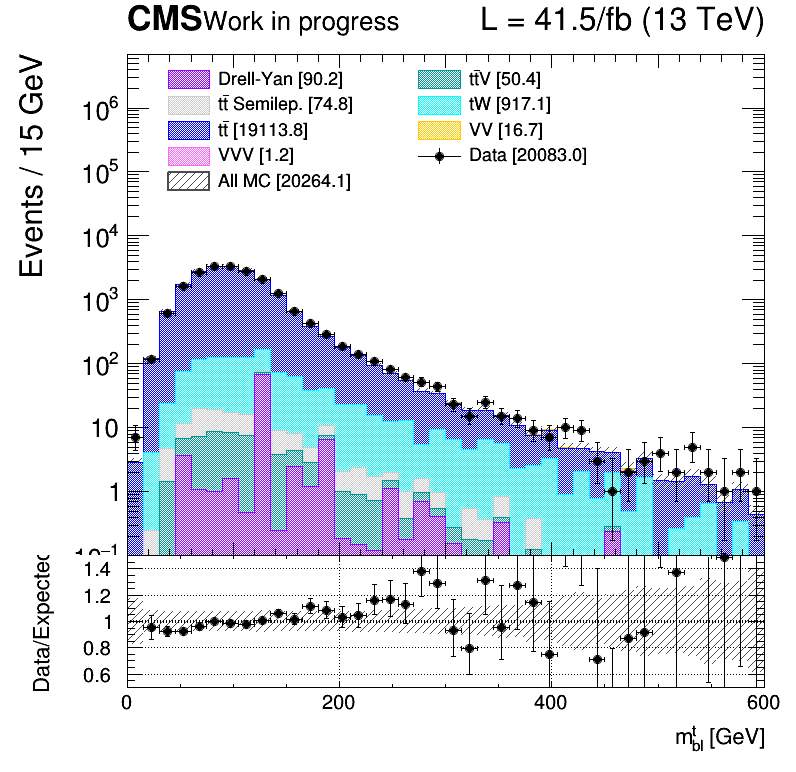 CMS Work in progress L = 41.5/fb (13 TeV)
Events / 15 GeV
Drell-Yan [90.2] tt̄V [50.4]
tt̄ Semilep. [74.8] tW [917.1]
tt̄ [19113.8] VV [16.7]
VVV [1.2] Data [20083.0]
All MC [20264.1]
10⁶
10⁵
10⁴
10³
10²
10
1
10⁻¹
Data/Expected
1.4
1.2
1
0.8
0.6
0 200 400 600
mᵗbl [GeV]